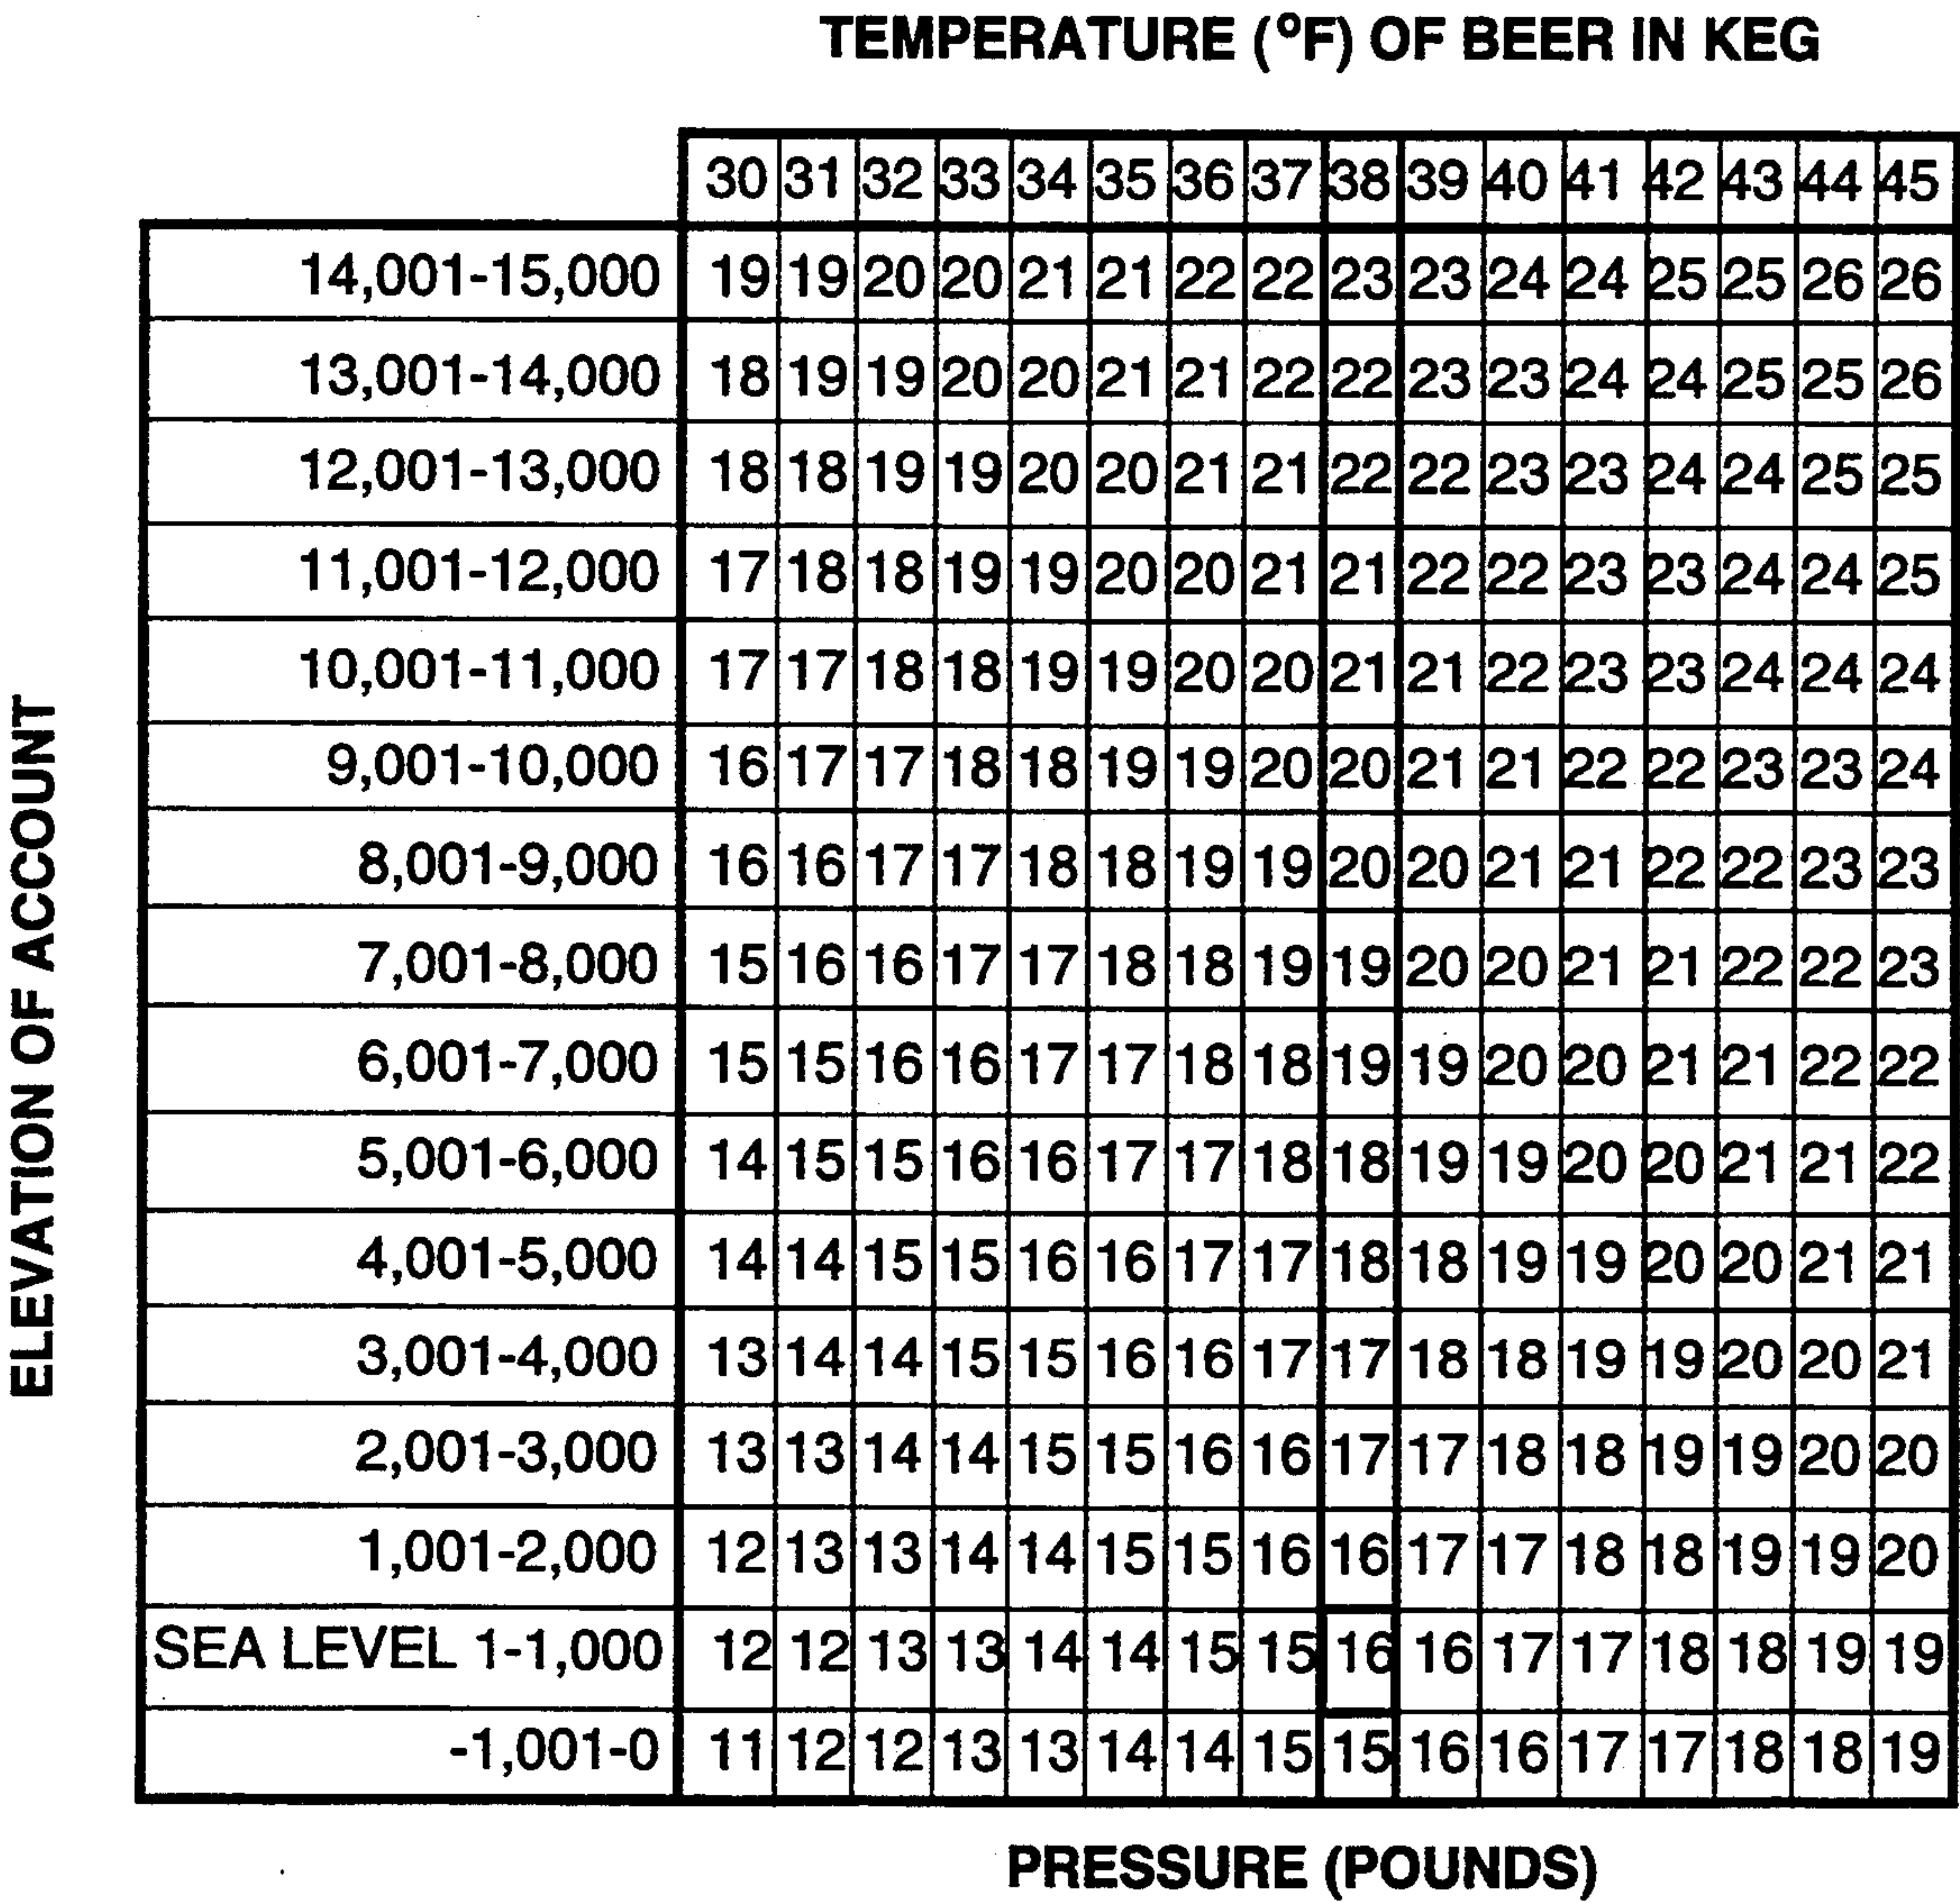 TEMPERATURE (°F) OF BEER IN KEG
30 31 32 33 34 35 36 37 38 39 40 41 42 43 44 45
14,001-15,000 19 19 20 20 21 21 22 22 23 23 24 24 25 25 26 26
13,001-14,000 18 19 19 20 20 21 21 22 22 23 23 24 24 25 25 26
12,001-13,000 18 18 19 19 20 20 21 21 22 22 23 23 24 24 25 25
11,001-12,000 17 18 18 19 19 20 20 21 21 22 22 23 23 24 24 25
10,001-11,000 17 17 18 18 19 19 20 20 21 21 22 23 23 24 24 24
9,001-10,000 16 17 17 18 18 19 19 20 20 21 21 22 22 23 23 24
8,001-9,000 16 16 17 17 18 18 19 19 20 20 21 21 22 22 23 23
7,001-8,000 15 16 16 17 17 18 18 19 19 20 20 21 21 22 22 23
6,001-7,000 15 15 16 16 17 17 18 18 19 19 20 20 21 21 22 22
5,001-6,000 14 15 15 16 16 17 17 18 18 19 19 20 20 21 21 22
4,001-5,000 14 14 15 15 16 16 17 17 18 18 19 19 20 20 21 21
3,001-4,000 13 14 14 15 15 16 16 17 17 18 18 19 19 20 20 21
2,001-3,000 13 13 14 14 15 15 16 16 17 17 18 18 19 19 20 20
1,001-2,000 12 13 13 14 14 15 15 16 16 17 17 18 18 19 19 20
SEA LEVEL 1-1,000 12 12 13 13 14 14 15 15 16 16 17 17 18 18 19 19
-1,001-0 11 12 12 13 13 14 14 15 15 16 16 17 17 18 18 19
ELEVATION OF ACCOUNT
PRESSURE (POUNDS)